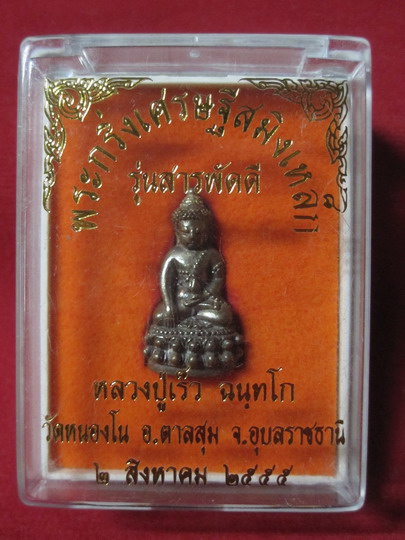 พระกริ่งเศรษฐีสมิงเหล็ก
รุ่นสารพัดดี
หลวงปู่เร็ว ฉนฺทโก
วัดหนองโน อ.ตาลสุม จ.อุบลราชธานี
๒ สิงหาคม ๒๕๕๕